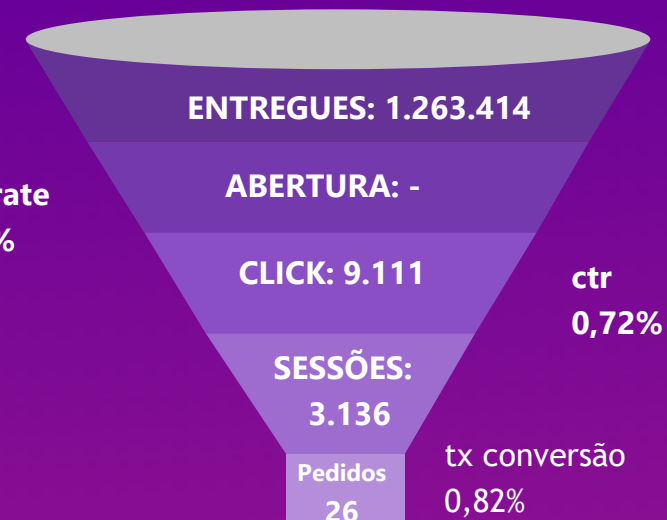 ENTREGUES: 1.263.414
ABERTURA: -
rate
%
CLICK: 9.111
ctr
0,72%
SESSÕES:
3.136
tx conversão
0,82%
Pedidos
26